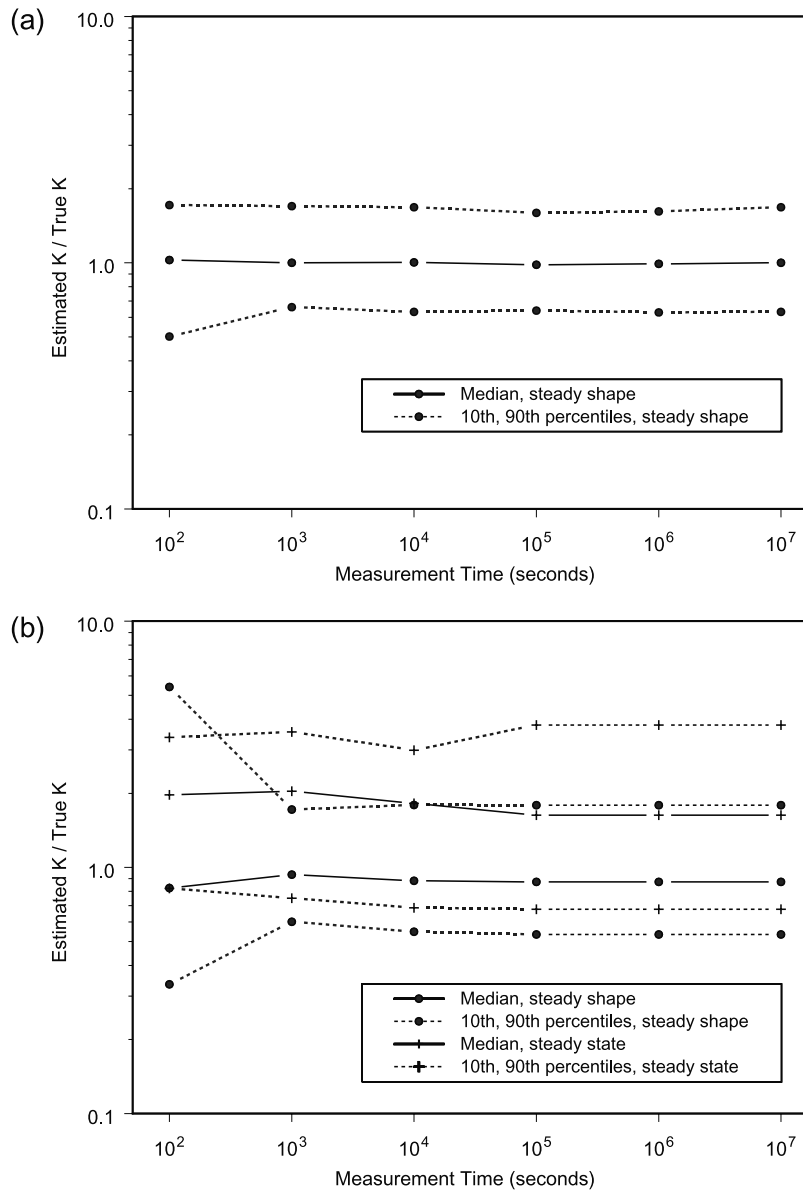 (a)
10.0
1.0
0.1
Estimated K / True K
Median, steady shape
10th, 90th percentiles, steady shape
10² 10³ 10⁴ 10⁵ 10⁶ 10⁷
Measurement Time (seconds)
(b)
10.0
1.0
0.1
Estimated K / True K
Median, steady shape
10th, 90th percentiles, steady shape
Median, steady state
10th, 90th percentiles, steady state
10² 10³ 10⁴ 10⁵ 10⁶ 10⁷
Measurement Time (seconds)